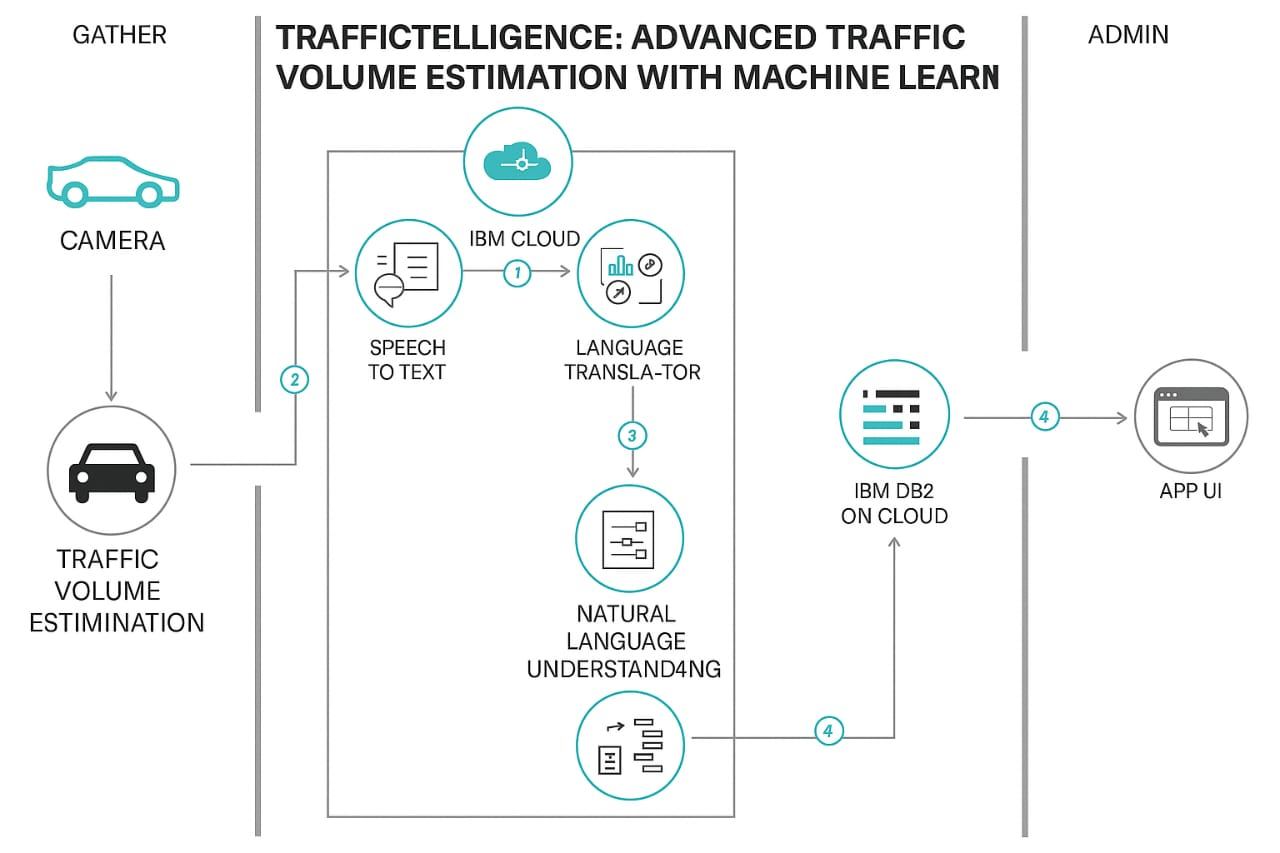 GATHER
TRAFFICTELLIGENCE: ADVANCED TRAFFIC
VOLUME ESTIMATION WITH MACHINE LEARN
ADMIN
CAMERA
IBM CLOUD
1
SPEECH
TO TEXT
LANGUAGE
TRANSLA-TOR
2
3
TRAFFIC
VOLUME
ESTIMINATION
NATURAL
LANGUAGE
UNDERSTAND4NG
4
IBM DB2
ON CLOUD
4
APP UI